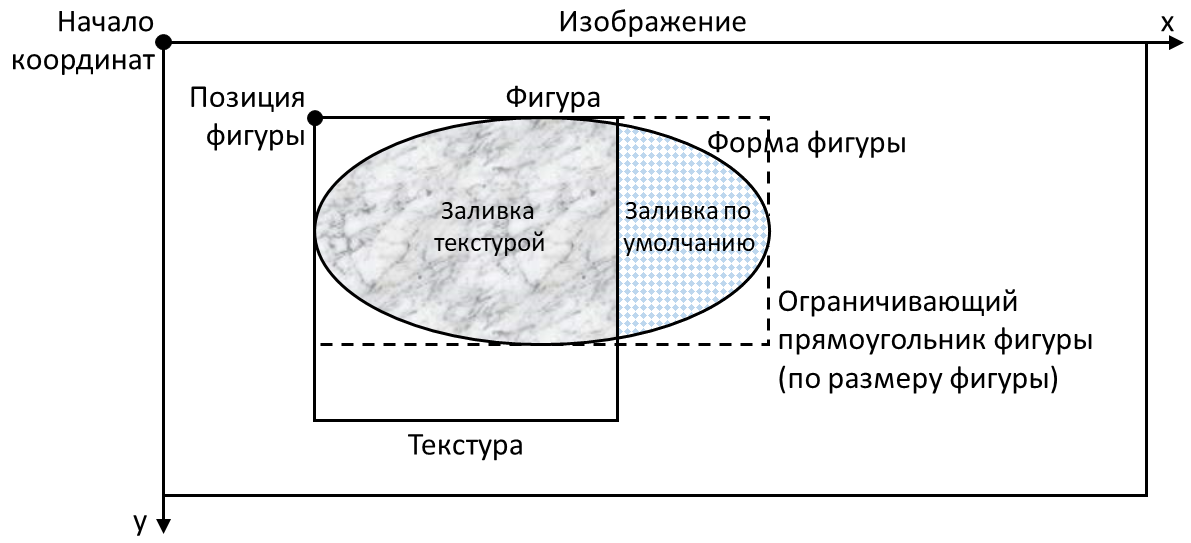 Начало
координат
Изображение
x
Позиция
фигуры
Фигура
Форма фигуры
Заливка
текстурой
Заливка по
умолчанию
Ограничивающий
прямоугольник фигуры
(по размеру фигуры)
Текстура
y